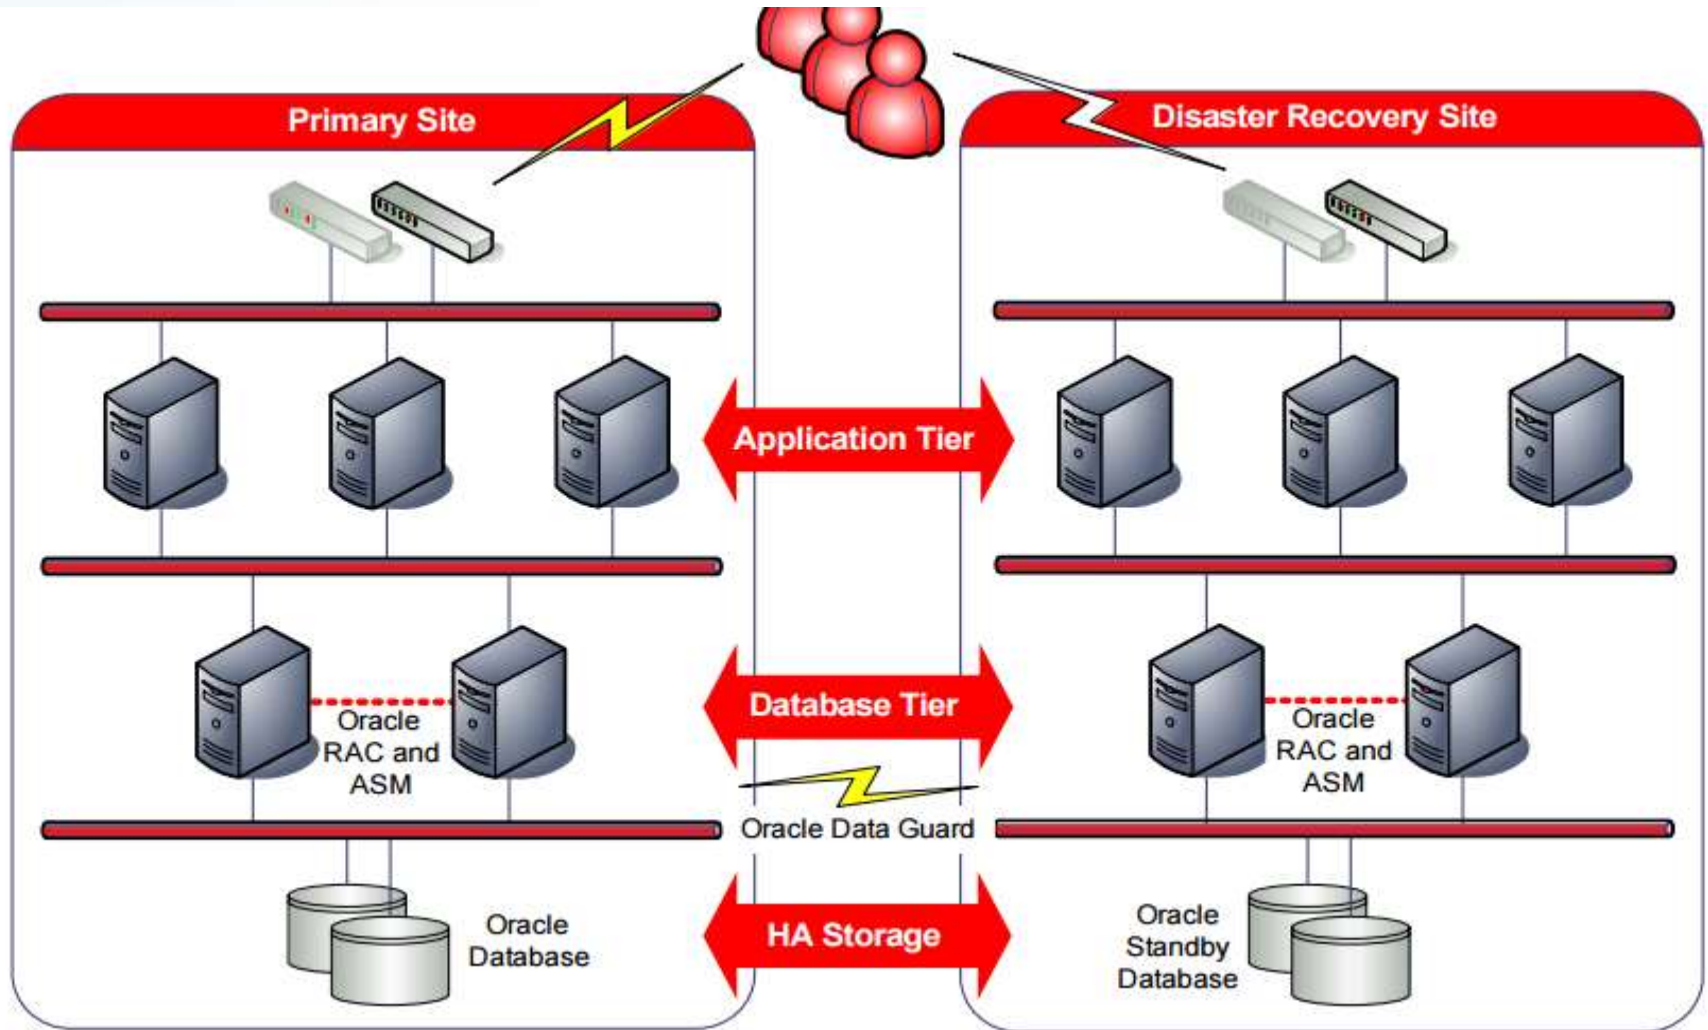 Primary Site
Disaster Recovery Site
Application Tier
Database Tier
Oracle
RAC and
ASM
Oracle
RAC and
ASM
Oracle Data Guard
HA Storage
Oracle
Database
Oracle
Standby
Database